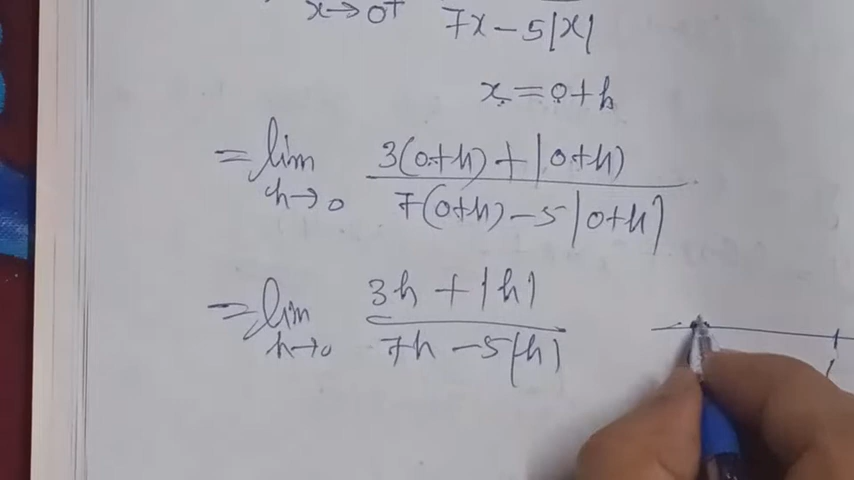 x→0+ 7x-5|x|
x=0+h
=lim h→0 3(0+h)+|0+h| / 7(0+h)-5|0+h|
=lim h→0 3h+|h| / 7h-5|h|